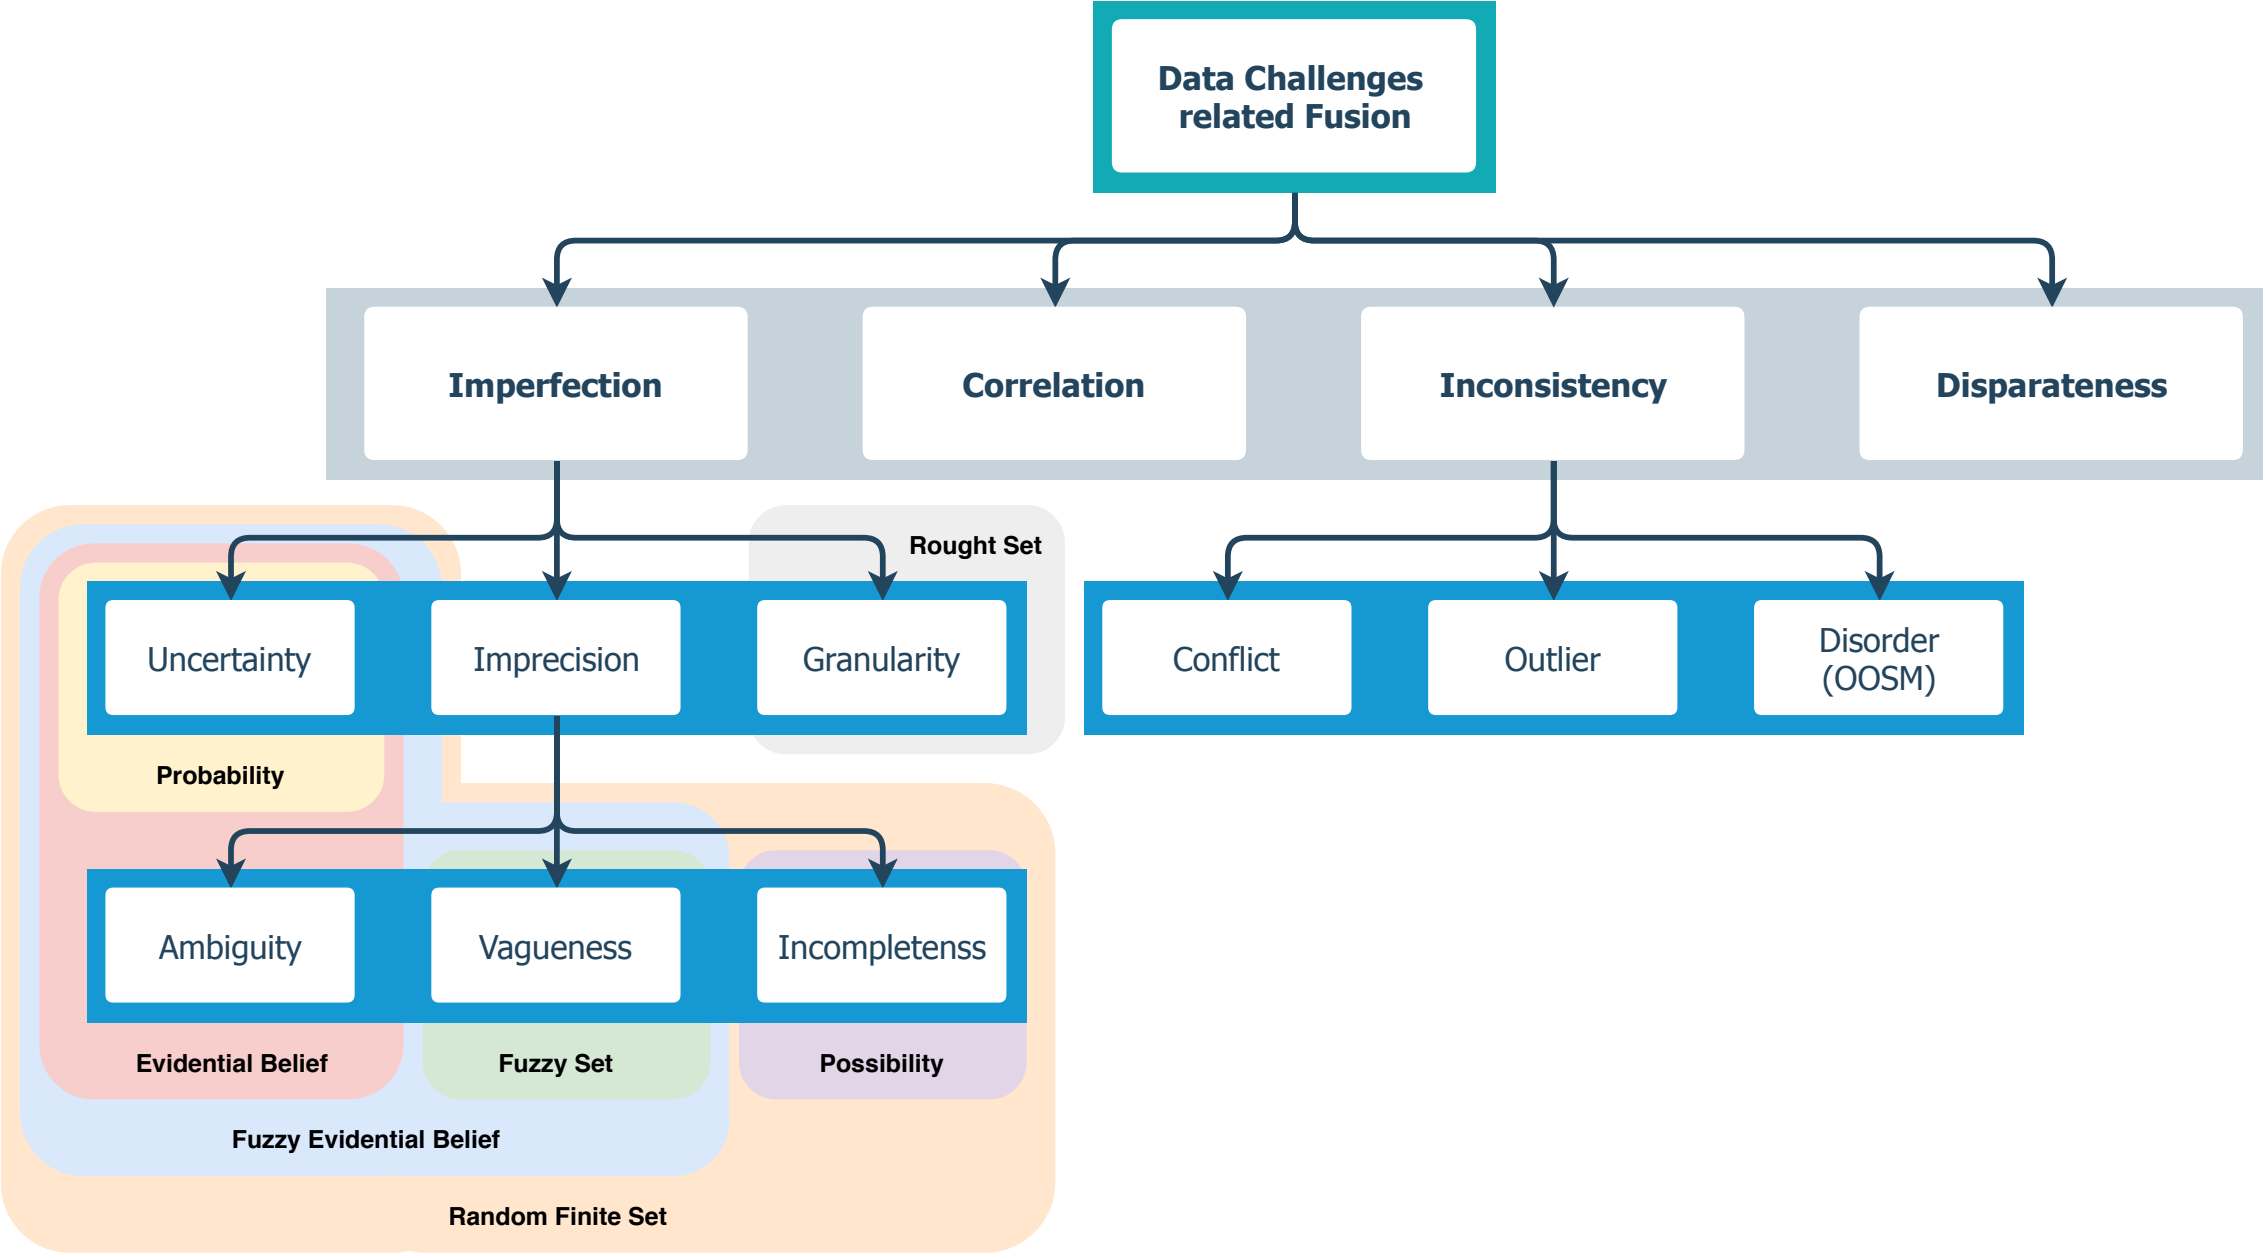 Data Challenges
related Fusion
Imperfection
Correlation
Inconsistency
Disparateness
Rought Set
Uncertainty
Imprecision
Granularity
Conflict
Outlier
Disorder
(OOSM)
Probability
Ambiguity
Vagueness
Incompletenss
Evidential Belief
Fuzzy Set
Possibility
Fuzzy Evidential Belief
Random Finite Set